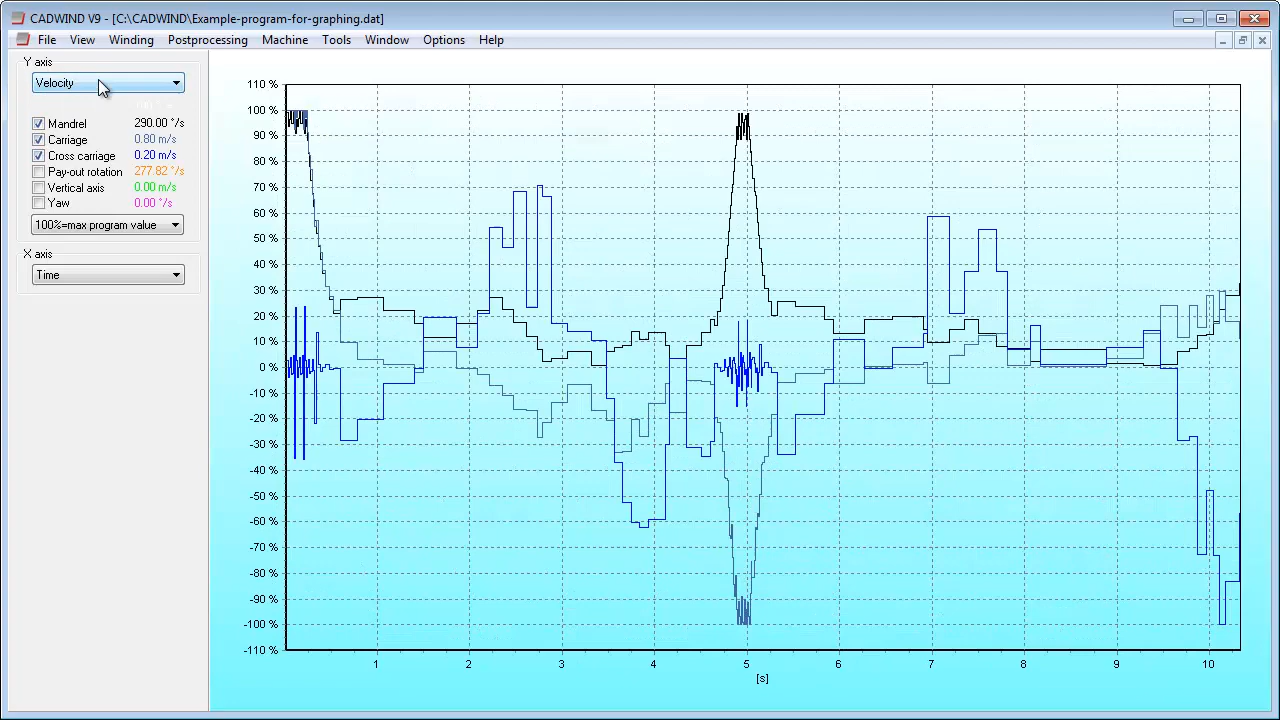 CADWIND V9 - [C:\CADWIND\Example-program-for-graphing.dat]
File View Winding Postprocessing Machine Tools Window Options Help
Y axis
Velocity
Mandrel 290.00 °/s
Carriage 0.80 m/s
Cross carriage 0.20 m/s
Pay-out rotation 277.82 °/s
Vertical axis 0.00 m/s
Yaw 0.00 °/s
100%=max program value
X axis
Time
110 %
100 %
90 %
80 %
70 %
60 %
50 %
40 %
30 %
20 %
10 %
0 %
-10 %
-20 %
-30 %
-40 %
-50 %
-60 %
-70 %
-80 %
-90 %
-100 %
-110 %
1 2 3 4 5 6 7 8 9 10
[s]